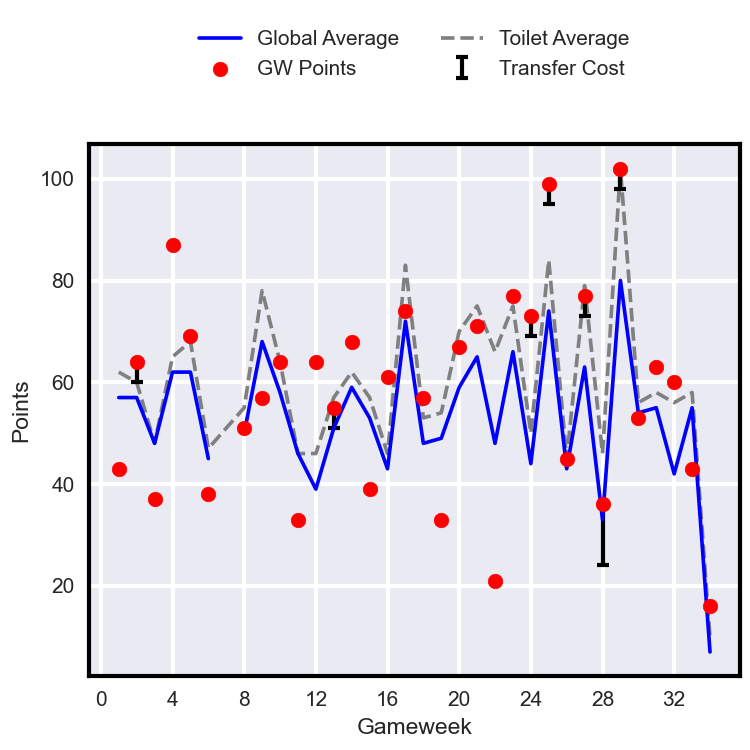 Global Average Toilet Average
GW Points Transfer Cost
100
80
60
40
20
Points
0 4 8 12 16 20 24 28 32
Gameweek